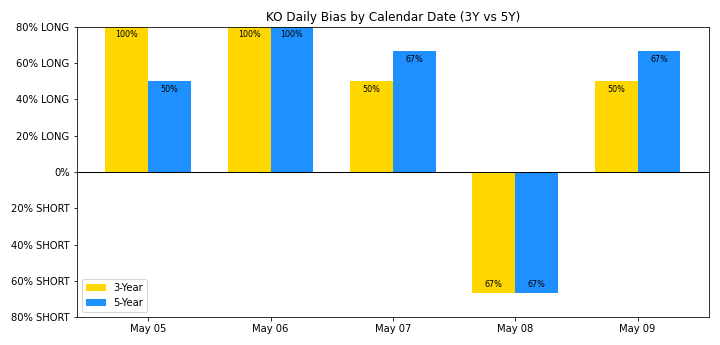 KO Daily Bias by Calendar Date (3Y vs 5Y)
80% LONG
60% LONG
40% LONG
20% LONG
0%
20% SHORT
40% SHORT
60% SHORT
80% SHORT
100%
50%
100%
100%
50%
67%
67%
67%
50%
67%
3-Year
5-Year
May 05
May 06
May 07
May 08
May 09